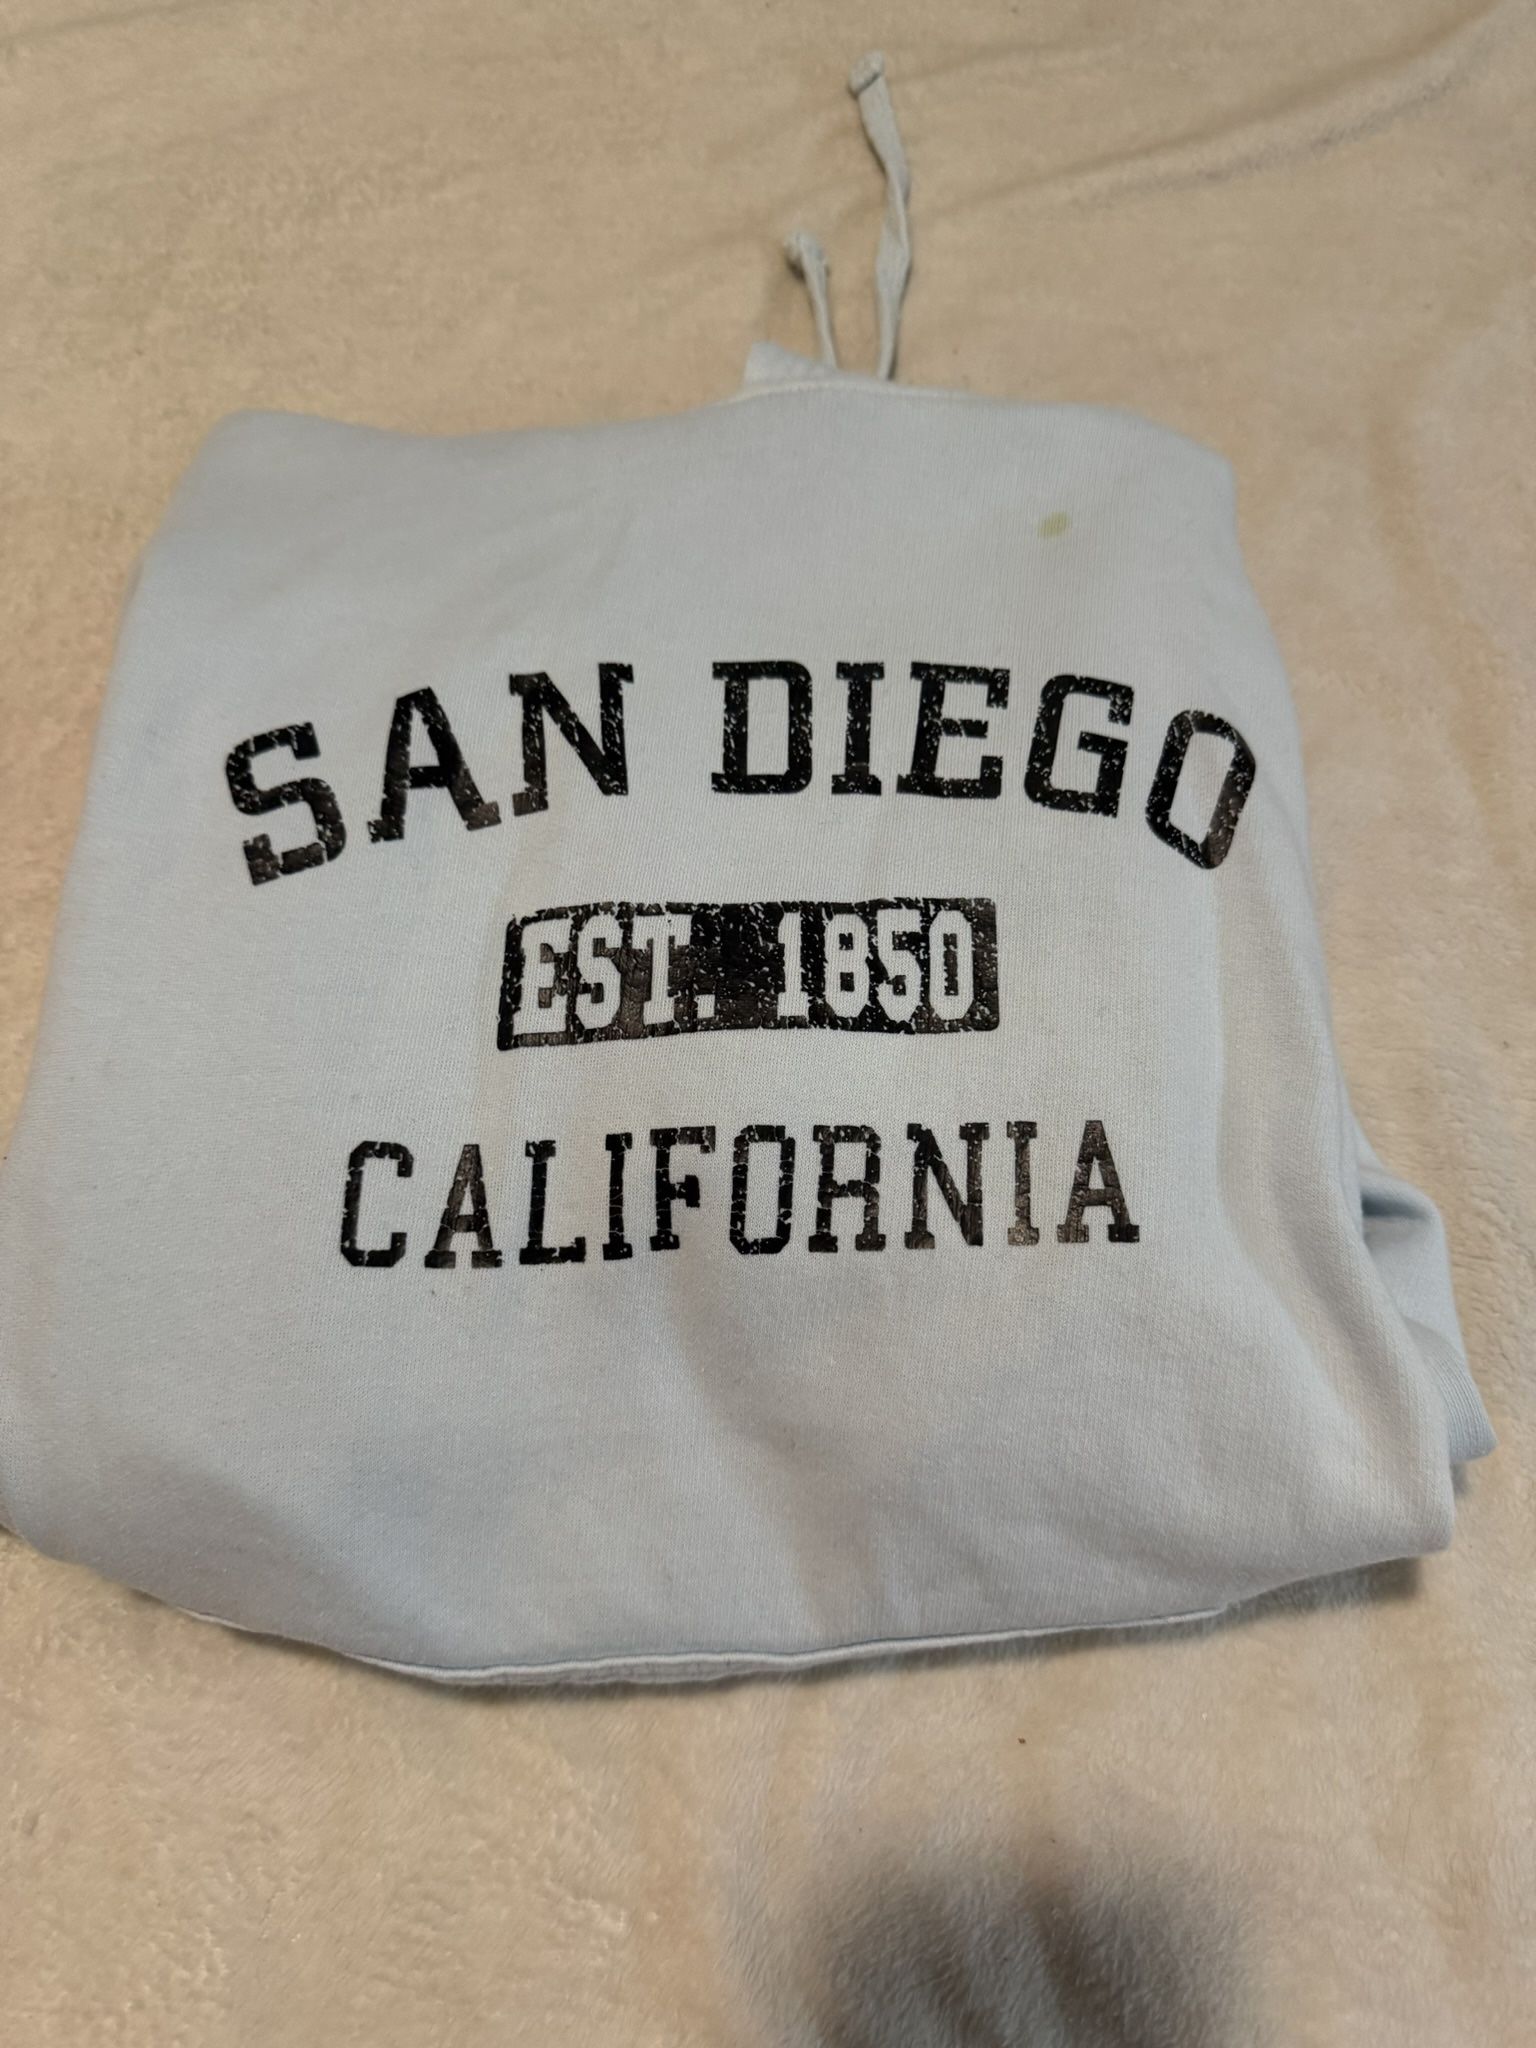 SAN DIEGO
EST. 1850
CALIFORNIA